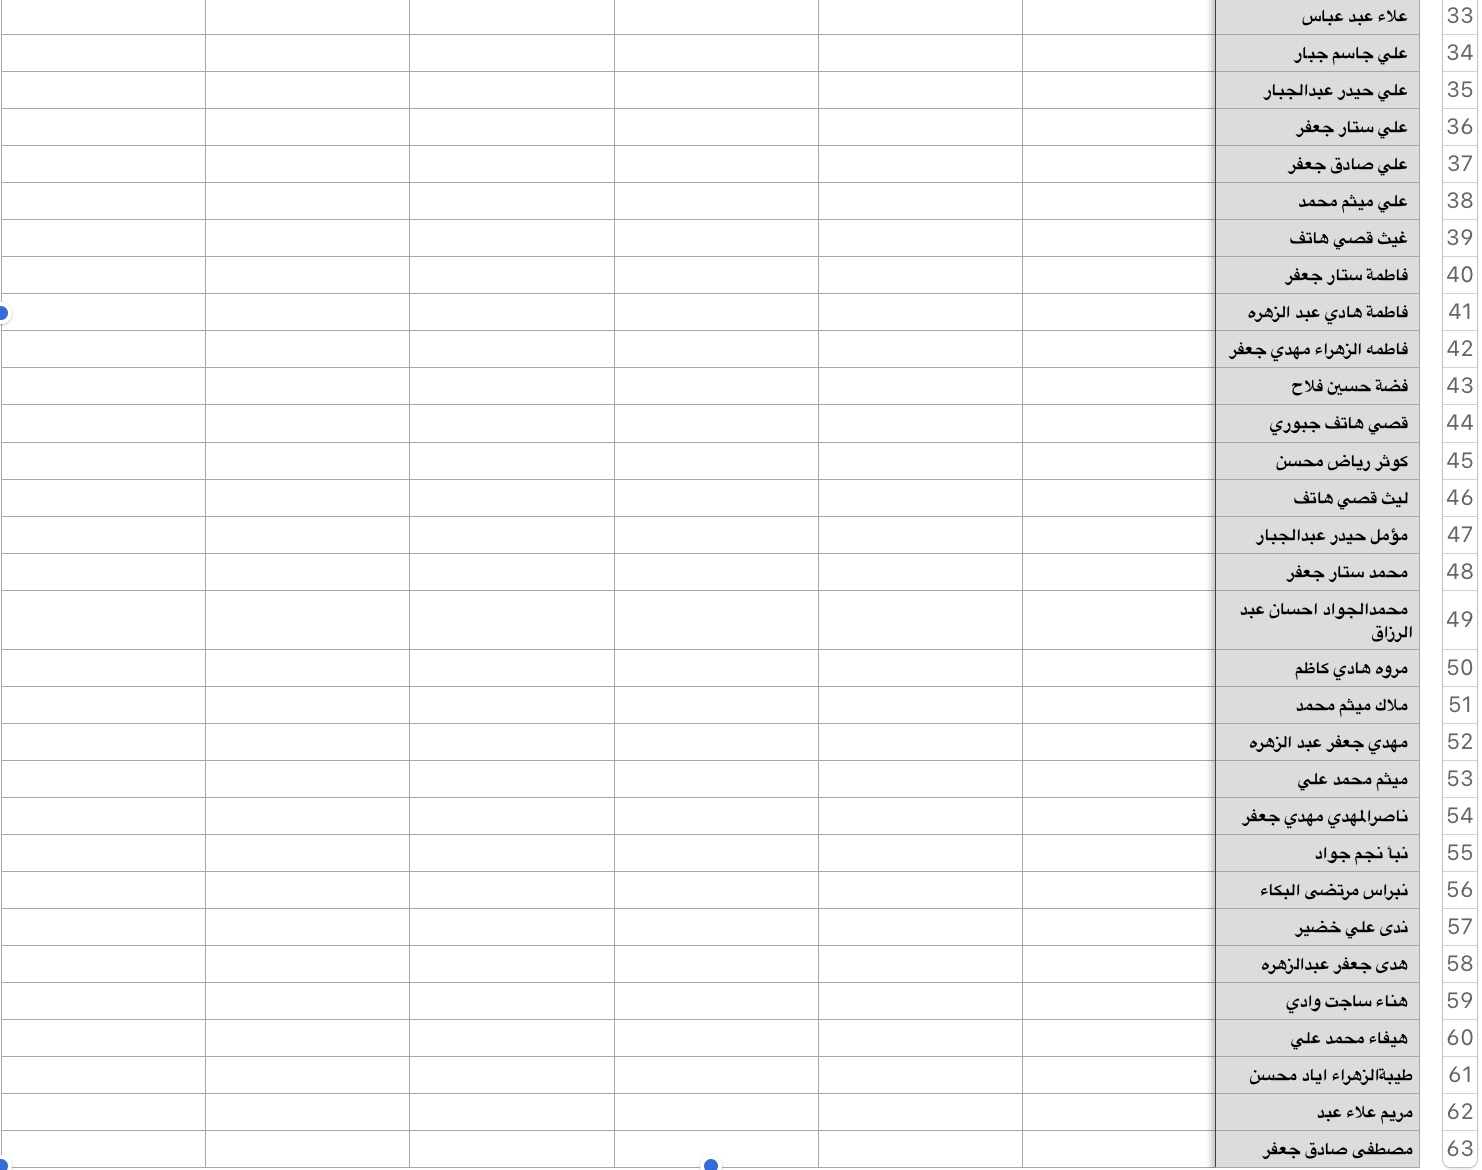 33 علاء عبد عباس
34 علي جاسم جبار
35 علي حيدر عبدالجبار
36 علي ستار جعفر
37 علي صادق جعفر
38 علي ميثم محمد
39 غيث قصي هاتف
40 فاطمة ستار جعفر
41 فاطمة هادي عبد الزهره
42 فاطمه الزهراء مهدي جعفر
43 فضة حسين فلاح
44 قصي هاتف جبوري
45 كوثر رياض محسن
46 ليث قصي هاتف
47 مؤمل حيدر عبدالجبار
48 محمد ستار جعفر
49 محمدالجواد احسان عبد
الرزاق
50 مروه هادي كاظم
51 ملاك ميثم محمد
52 مهدي جعفر عبد الزهره
53 ميثم محمد علي
54 ناصرالمهدي مهدي جعفر
55 نبأ نجم جواد
56 نبراس مرتضى البكاء
57 ندى علي خضير
58 هدى جعفر عبدالزهره
59 هناء ساجت وادي
60 هيفاء محمد علي
61 طيبةالزهراء اياد محسن
62 مريم علاء عبد
63 مصطفى صادق جعفر